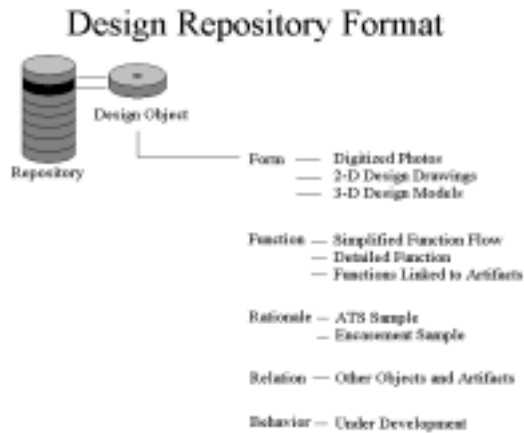 Design Repository Format
Design Object
Repository
Form — Digitized Photos
— 2-D Design Drawings
— 3-D Design Models
Function — Simplified Function Flow
— Detailed Function
— Functions Linked to Artifacts
Rationale — ATS Sample
— Encasement Sample
Relation — Other Objects and Artifacts
Behavior — Under Development